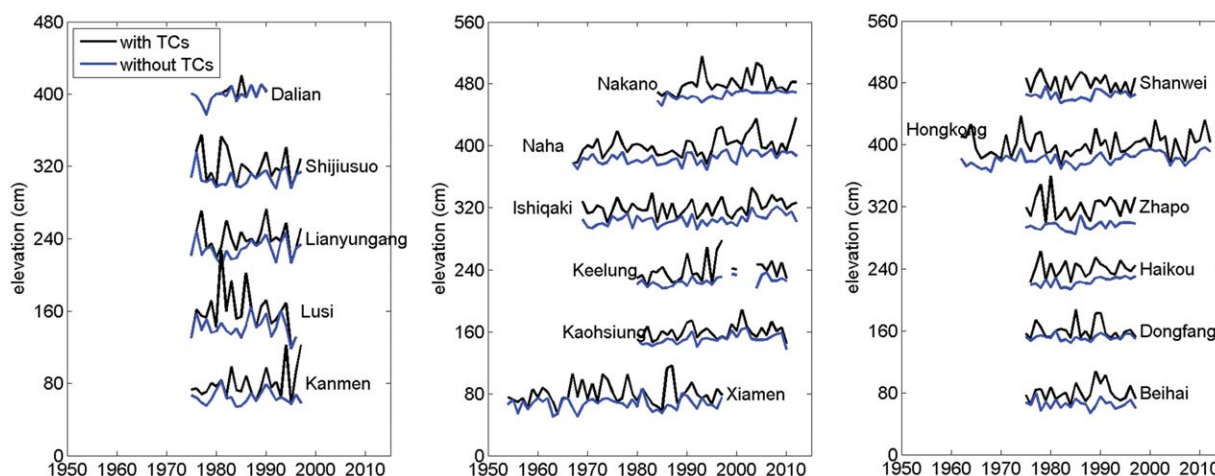 with TCs
without TCs
elevation (cm)
480
400
320
240
160
80
0
Dalian
Shijiusuo
Lianyungang
Lusi
Kanmen
1950 1960 1970 1980 1990 2000 2010
elevation (cm)
560
480
400
320
240
160
80
0
Nakano
Naha
Ishiqaki
Keelung
Kaohsiung
Xiamen
1950 1960 1970 1980 1990 2000 2010
elevation (cm)
560
480
400
320
240
160
80
0
Shanwei
Hongkong
Zhapo
Haikou
Dongfang
Beihai
1950 1960 1970 1980 1990 2000 2010